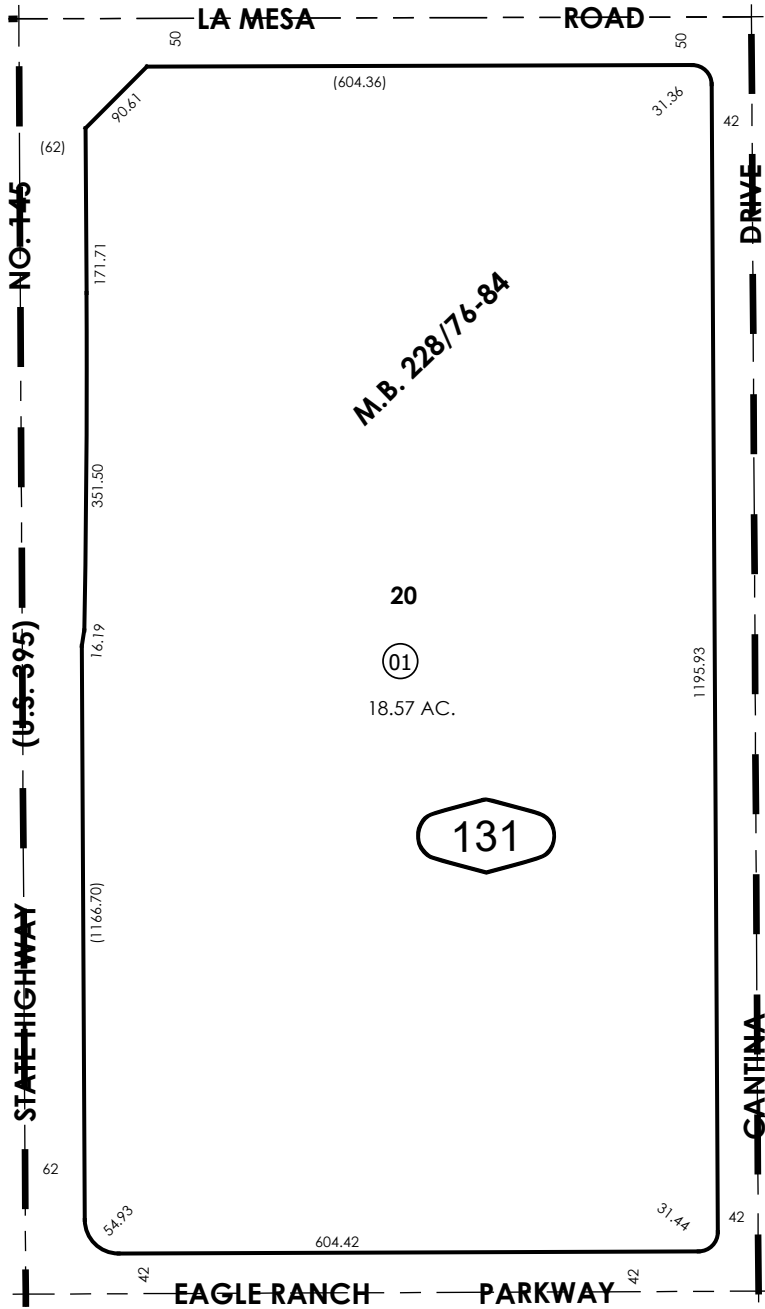 LA MESA ROAD
50
50
(604.36)
90.61
31.36
(62)
42
NO. 145
DRIVE
171.71
M.B. 228/76-84
351.50
20
01
18.57 AC.
16.19
(U.S. 395)
1195.93
131
(1166.70)
STATE HIGHWAY
CANTINA
62
54.93
604.42
31.44
42
42
42
EAGLE RANCH PARKWAY